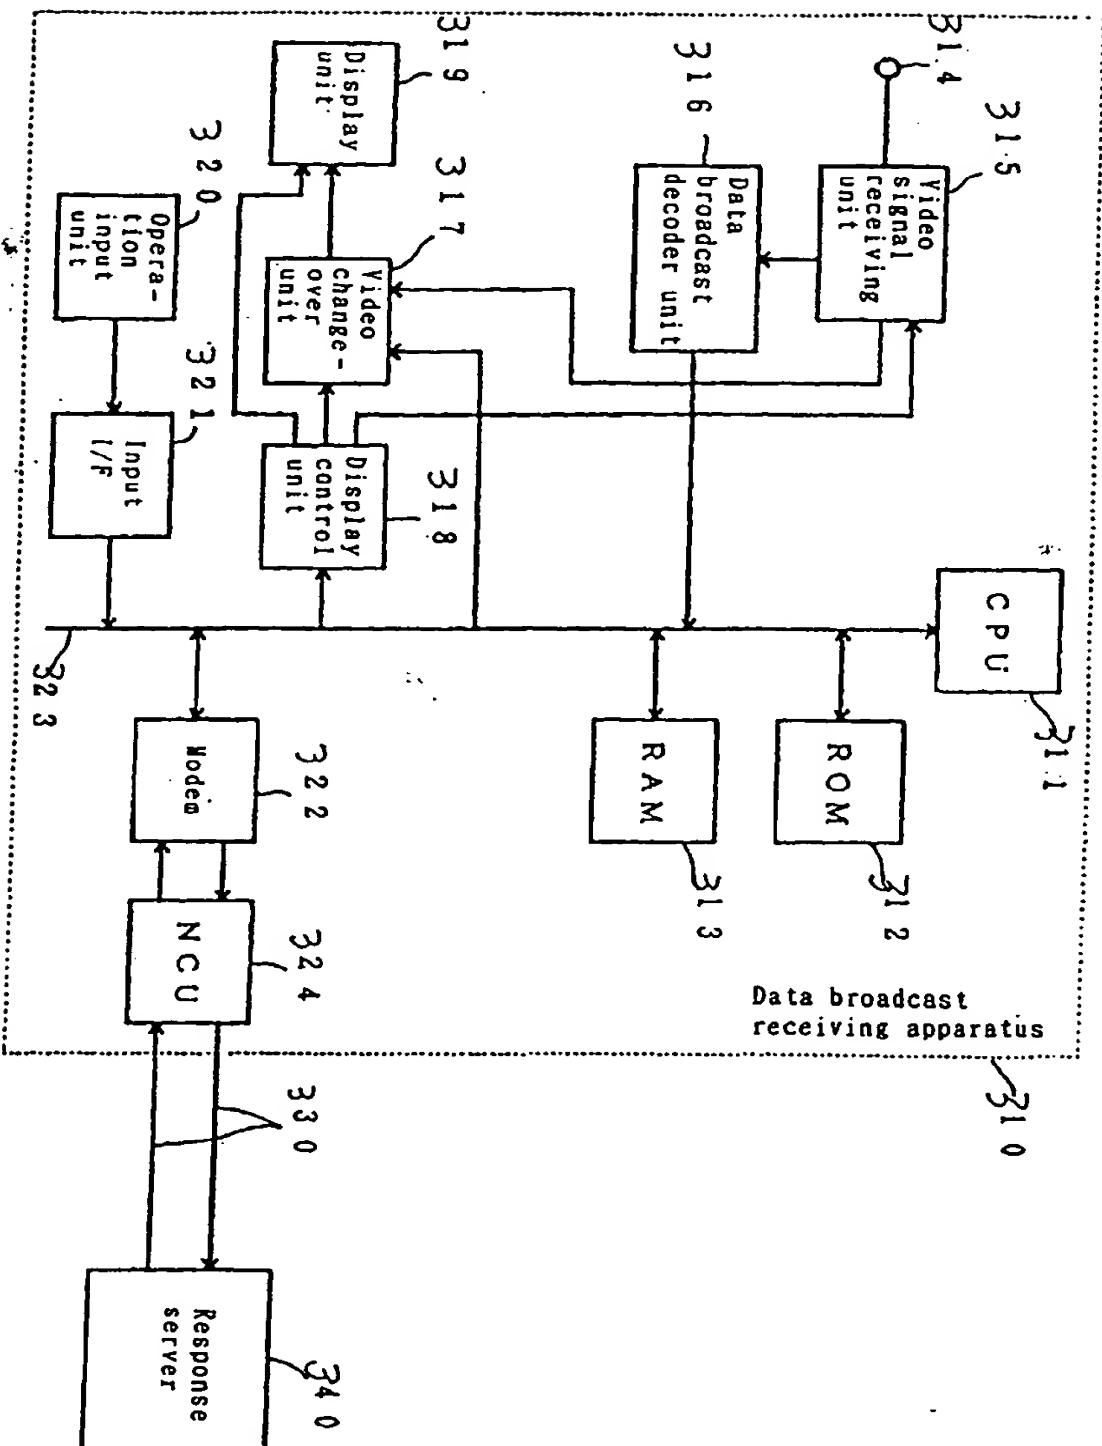 Data broadcast
receiving apparatus
310
314
315
Video
signal
receiving
unit
316
Data
broadcast
decoder unit
319
Display
unit
317
Video
change-
over
unit
318
Display
control
unit
320
Opera-
tion
input
unit
321
Input
I/F
323
CPU
311
ROM
312
RAM
313
Modem
322
NCU
324
330
Response
server
340